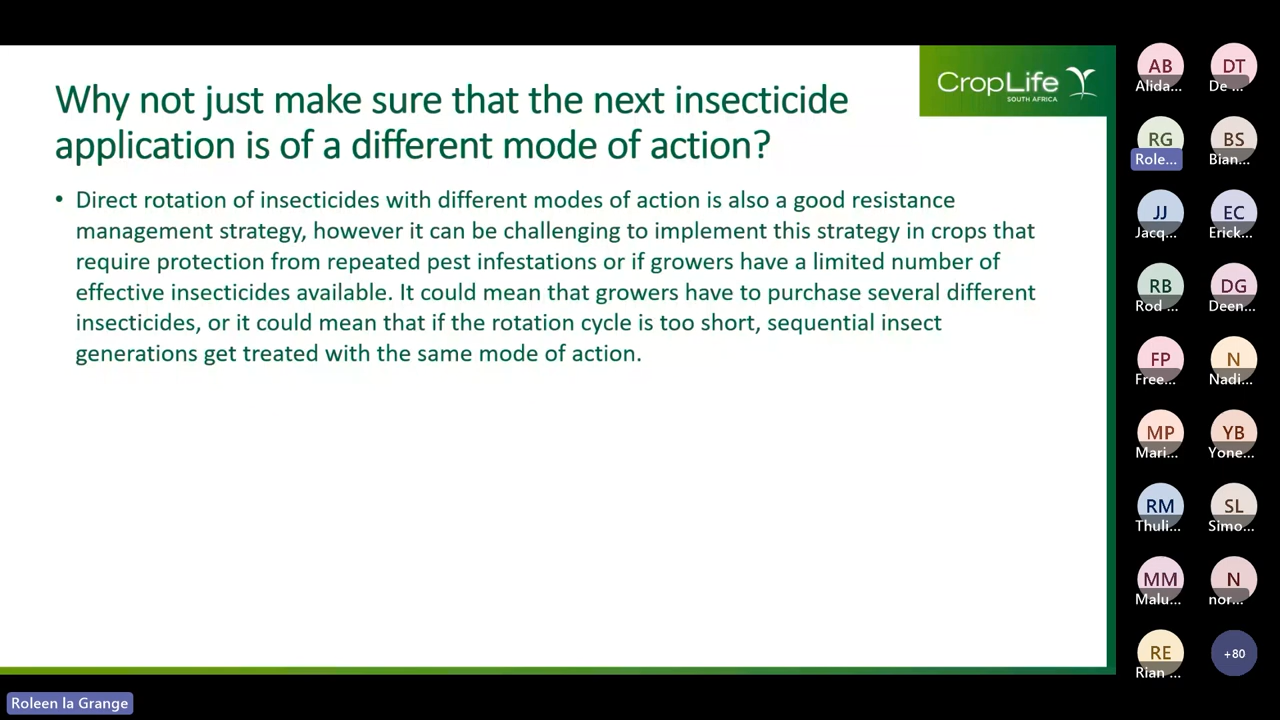 Why not just make sure that the next insecticide
application is of a different mode of action?
CropLife
SOUTH AFRICA
• Direct rotation of insecticides with different modes of action is also a good resistance
management strategy, however it can be challenging to implement this strategy in crops that
require protection from repeated pest infestations or if growers have a limited number of
effective insecticides available. It could mean that growers have to purchase several different
insecticides, or it could mean that if the rotation cycle is too short, sequential insect
generations get treated with the same mode of action.
AB
Alida...
DT
De ...
RG
Role...
BS
Bian...
JJ
Jacq...
EC
Erick...
RB
Rod ...
DG
Deen...
FP
Free...
N
Nadi...
MP
Mari...
YB
Yone...
RM
Thuli...
SL
Simo...
MM
Malu...
N
nor...
RE
Rian ...
+80
Roleen la Grange